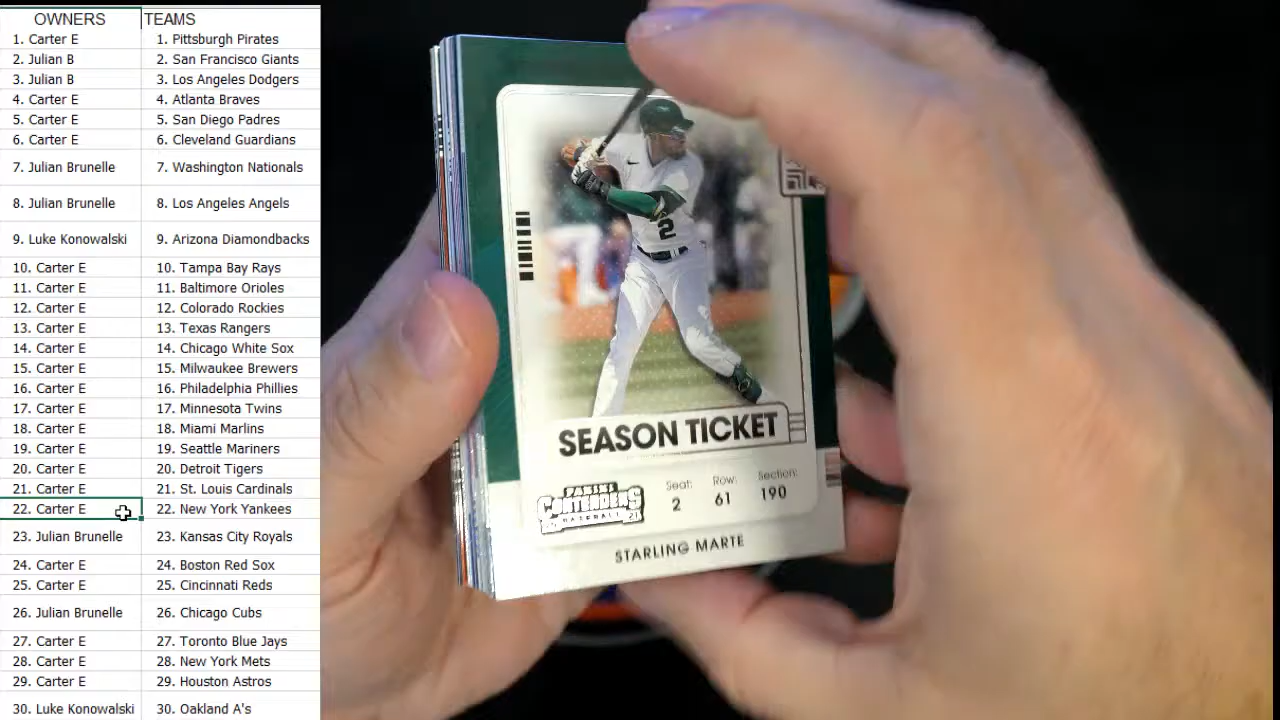 OWNERS TEAMS
1. Carter E 1. Pittsburgh Pirates
2. Julian B 2. San Francisco Giants
3. Julian B 3. Los Angeles Dodgers
4. Carter E 4. Atlanta Braves
5. Carter E 5. San Diego Padres
6. Carter E 6. Cleveland Guardians
7. Julian Brunelle 7. Washington Nationals
8. Julian Brunelle 8. Los Angeles Angels
9. Luke Konowalski 9. Arizona Diamondbacks
10. Carter E 10. Tampa Bay Rays
11. Carter E 11. Baltimore Orioles
12. Carter E 12. Colorado Rockies
13. Carter E 13. Texas Rangers
14. Carter E 14. Chicago White Sox
15. Carter E 15. Milwaukee Brewers
16. Carter E 16. Philadelphia Phillies
17. Carter E 17. Minnesota Twins
18. Carter E 18. Miami Marlins
19. Carter E 19. Seattle Mariners
20. Carter E 20. Detroit Tigers
21. Carter E 21. St. Louis Cardinals
22. Carter E 22. New York Yankees
23. Julian Brunelle 23. Kansas City Royals
24. Carter E 24. Boston Red Sox
25. Carter E 25. Cincinnati Reds
26. Julian Brunelle 26. Chicago Cubs
27. Carter E 27. Toronto Blue Jays
28. Carter E 28. New York Mets
29. Carter E 29. Houston Astros
30. Luke Konowalski 30. Oakland A's
2
SEASON TICKET
PANINI
CONTENDERS
20 BASEBALL 21
Seat: Row: Section:
2 61 190
STARLING MARTE